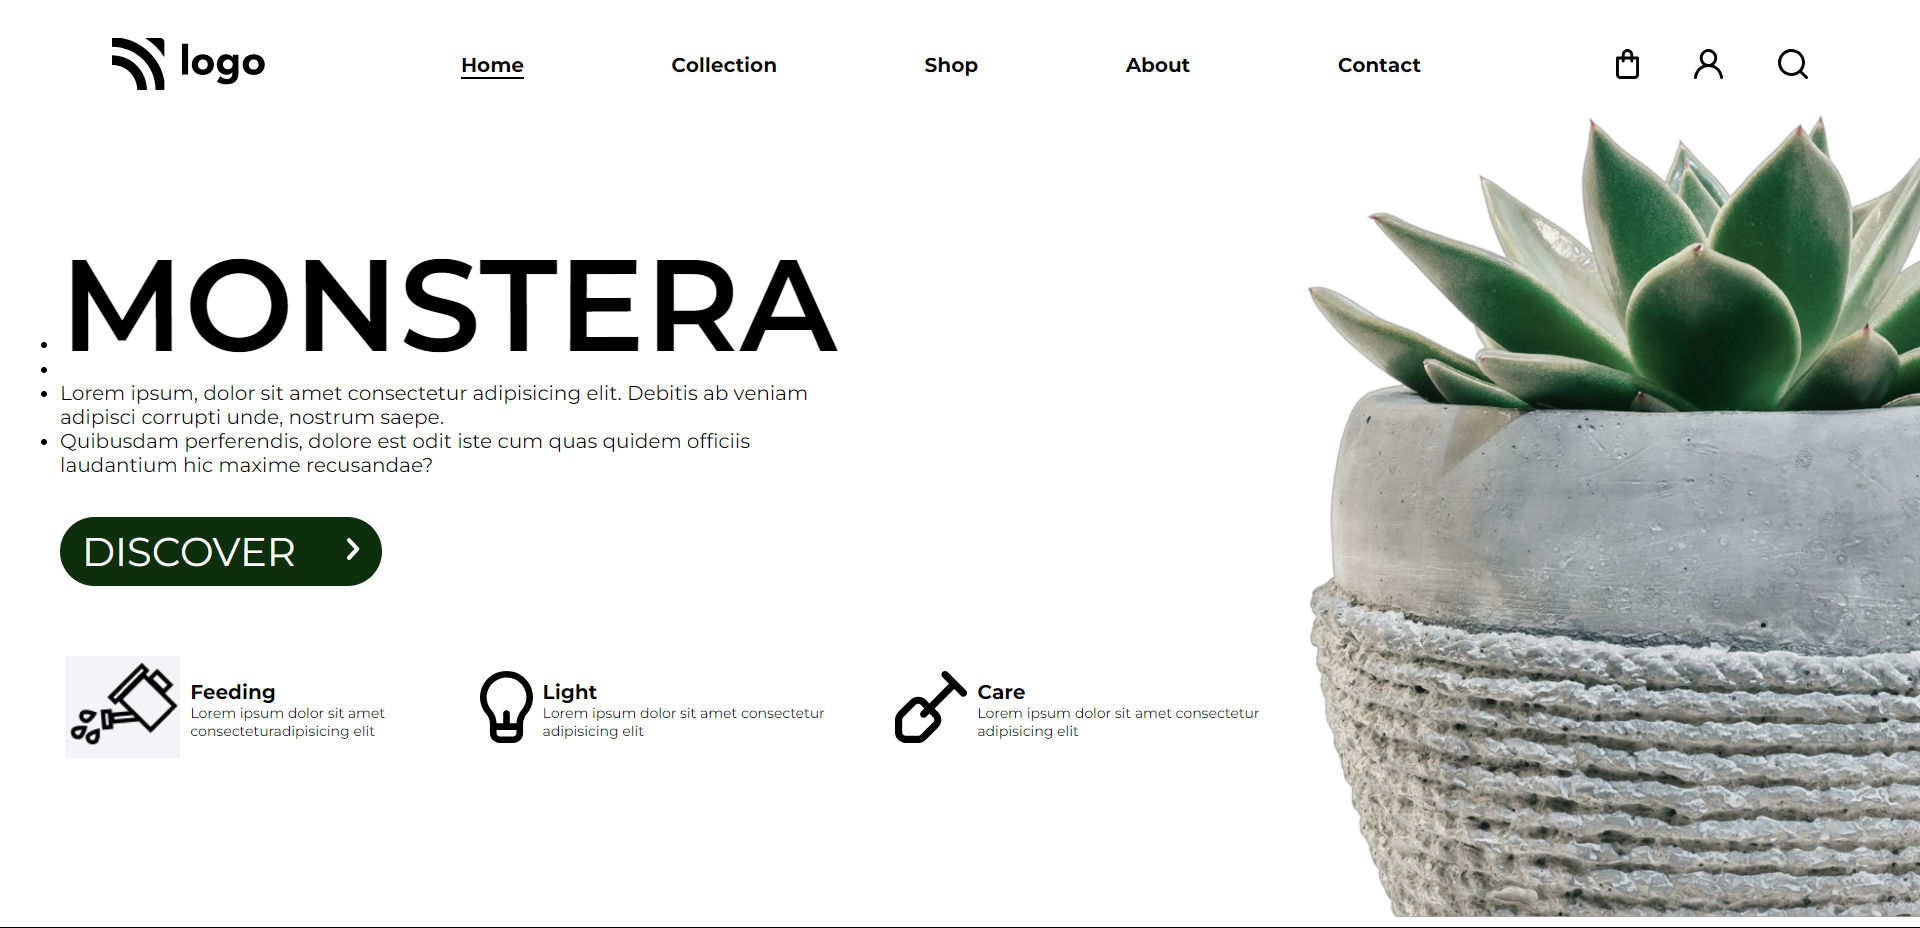 logo
Home Collection Shop About Contact
MONSTERA
Lorem ipsum, dolor sit amet consectetur adipisicing elit. Debitis ab veniam
adipisci corrupti unde, nostrum saepe.
Quibusdam perferendis, dolore est odit iste cum quas quidem officiis
laudantium hic maxime recusandae?
DISCOVER
Feeding
Lorem ipsum dolor sit amet
consecteturadipisicing elit
Light
Lorem ipsum dolor sit amet consectetur
adipisicing elit
Care
Lorem ipsum dolor sit amet consectetur
adipisicing elit